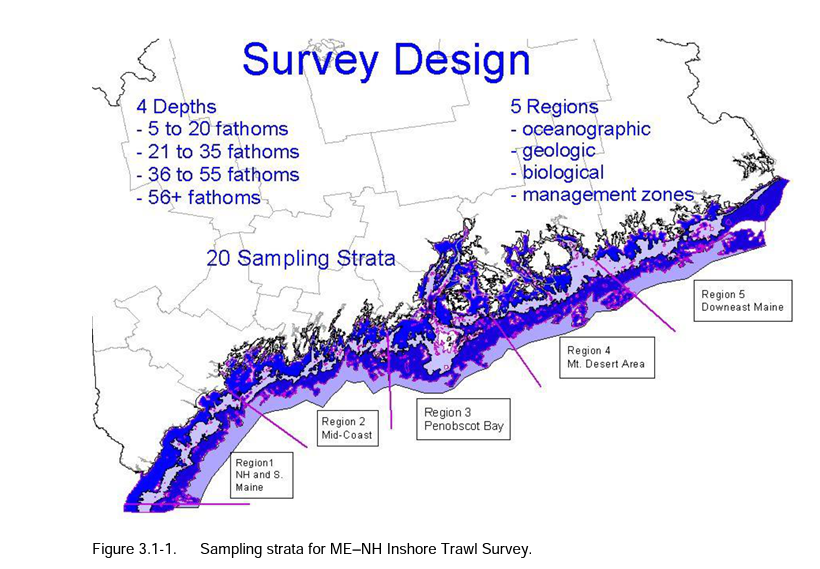 Survey Design
4 Depths
- 5 to 20 fathoms
- 21 to 35 fathoms
- 36 to 55 fathoms
- 56+ fathoms
5 Regions
- oceanographic
- geologic
- biological
- management zones
20 Sampling Strata
Region 5
Downeast Maine
Region 4
Mt. Desert Area
Region 3
Penobscot Bay
Region 2
Mid-Coast
Region1
NH and S.
Maine
Figure 3.1-1. Sampling strata for ME–NH Inshore Trawl Survey.